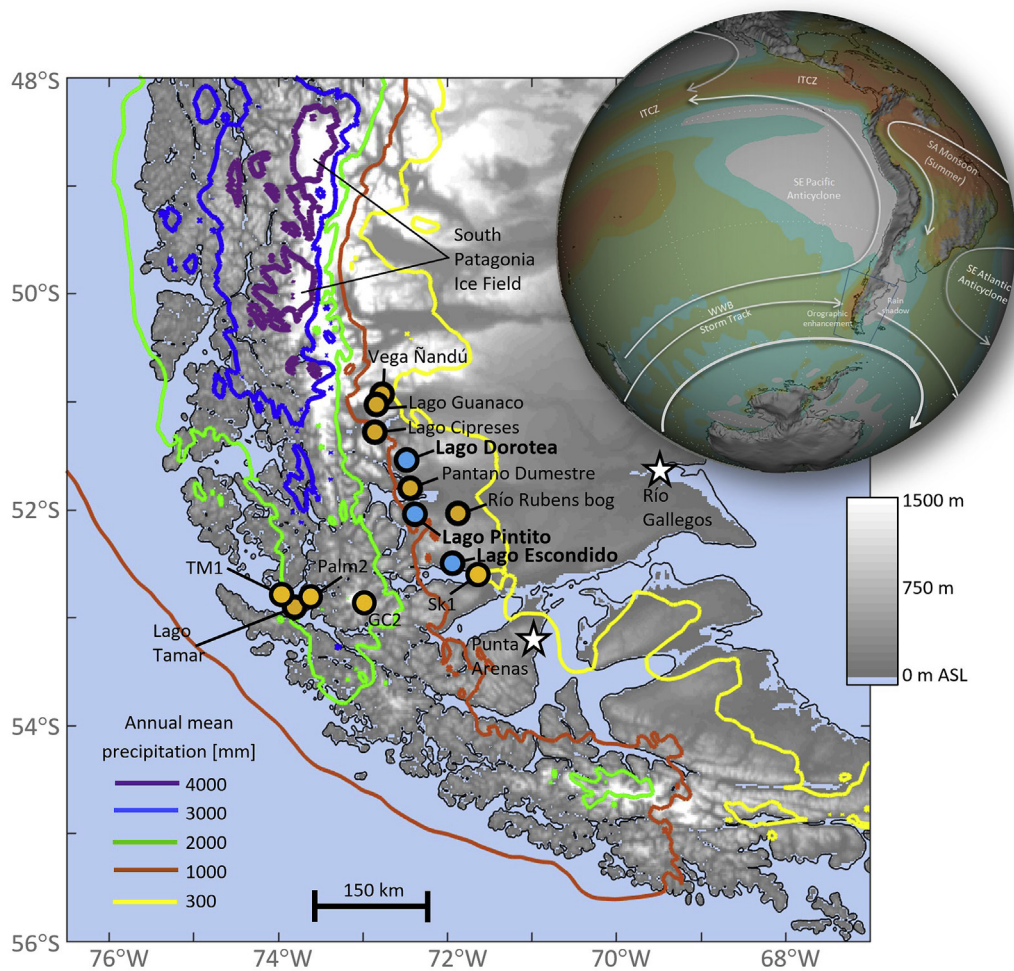 48°S
50°S
52°S
54°S
56°S
76°W
74°W
72°W
70°W
68°W
South
Patagonia
Ice Field
Vega Ñandú
Lago Guanaco
Lago Cipreses
Lago Dorotea
Pantano Dumestre
Río Rubens bog
Lago Pintito
Lago Escondido
Sk1
TM1
Palm2
GC2
Lago
Tamar
Punta
Arenas
Río
Gallegos
Annual mean
precipitation [mm]
4000
3000
2000
1000
300
150 km
1500 m
750 m
0 m ASL
ITCZ
ITCZ
SA Monsoon
(Summer)
SE Pacific
Anticyclone
SE Atlantic
Anticyclone
WWB
Storm Track
Orographic
enhancement
Rain
shadow